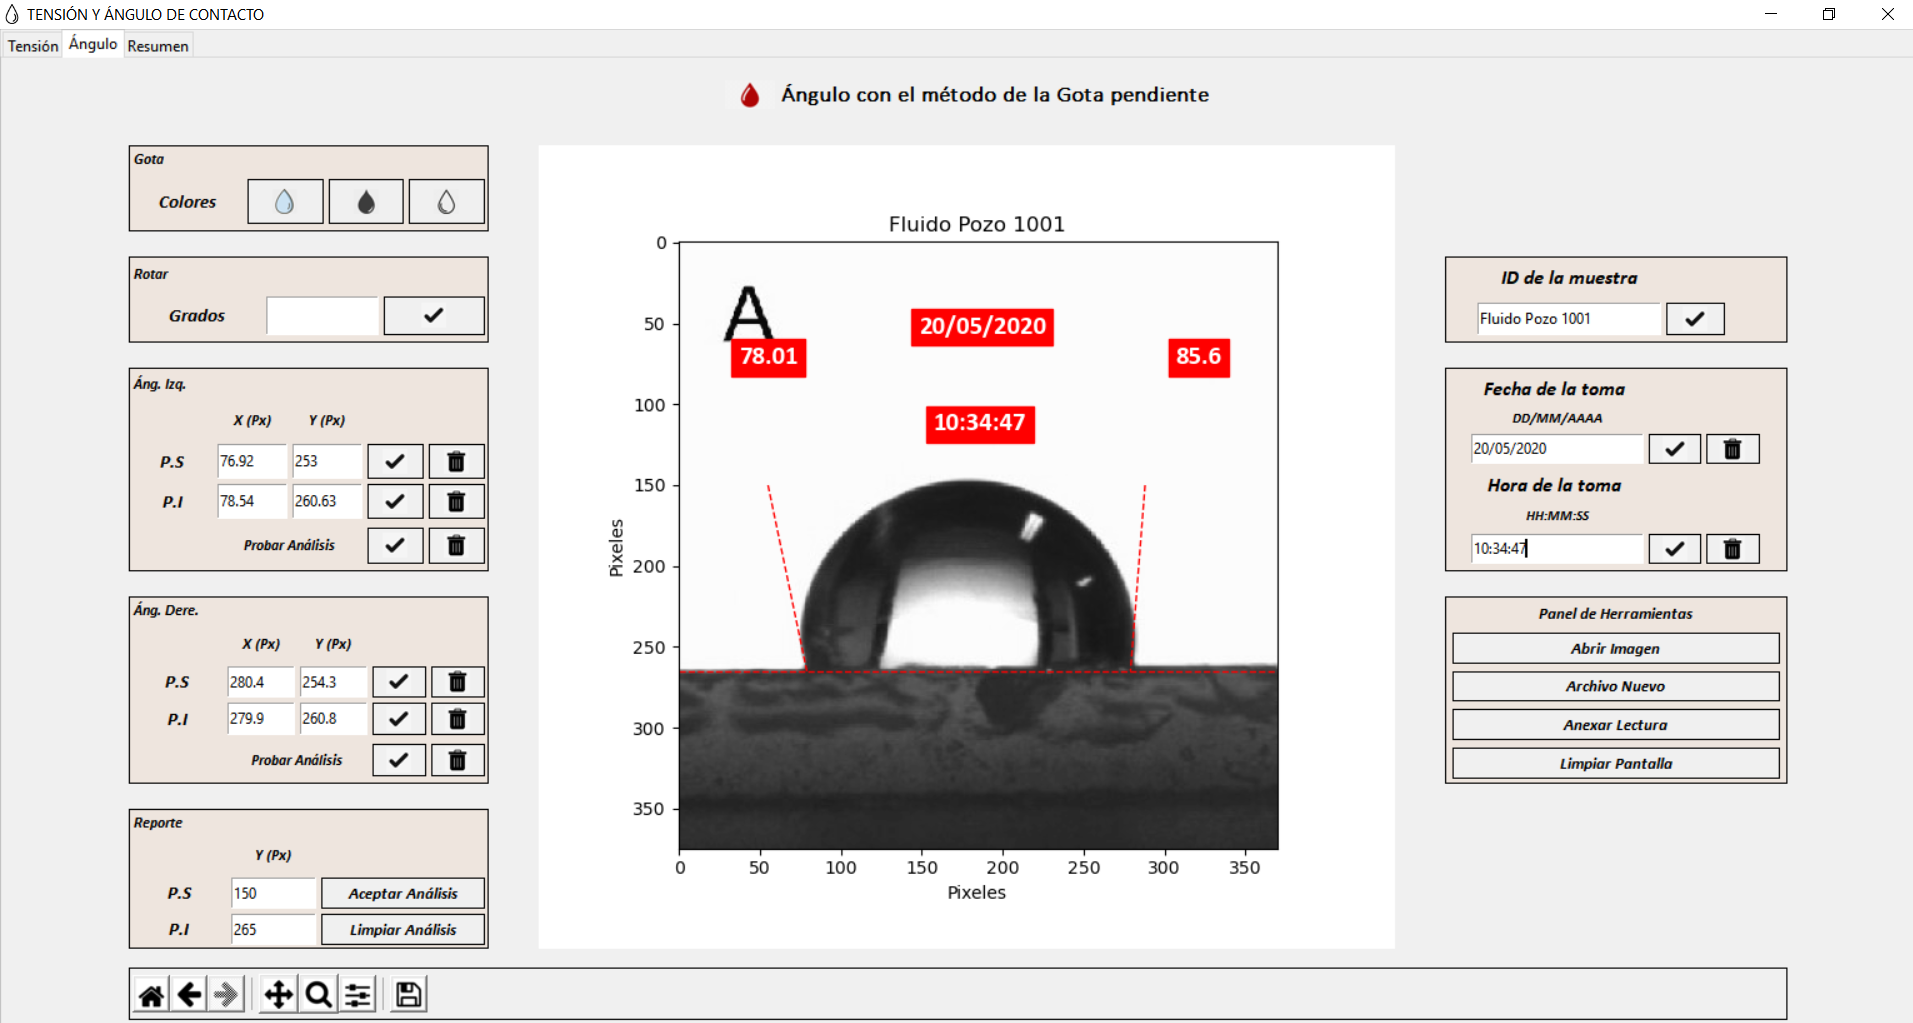 TENSIÓN Y ÁNGULO DE CONTACTO
Tensión Ángulo Resumen
Ángulo con el método de la Gota pendiente
Gota
Colores
Rotar
Grados
Áng. Izq.
X (Px) Y (Px)
P.S 76.92 253
P.I 78.54 260.63
Probar Análisis
Áng. Dere.
X (Px) Y (Px)
P.S 280.4 254.3
P.I 279.9 260.8
Probar Análisis
Reporte
Y (Px)
P.S 150 Aceptar Análisis
P.I 265 Limpiar Análisis
Fluido Pozo 1001
A
20/05/2020
78.01 85.6
10:34:47
0
50
100
150
200
250
300
350
Pixeles
0 50 100 150 200 250 300 350
Pixeles
ID de la muestra
Fluido Pozo 1001
Fecha de la toma
DD/MM/AAAA
20/05/2020
Hora de la toma
HH:MM:SS
10:34:47
Panel de Herramientas
Abrir Imagen
Archivo Nuevo
Anexar Lectura
Limpiar Pantalla